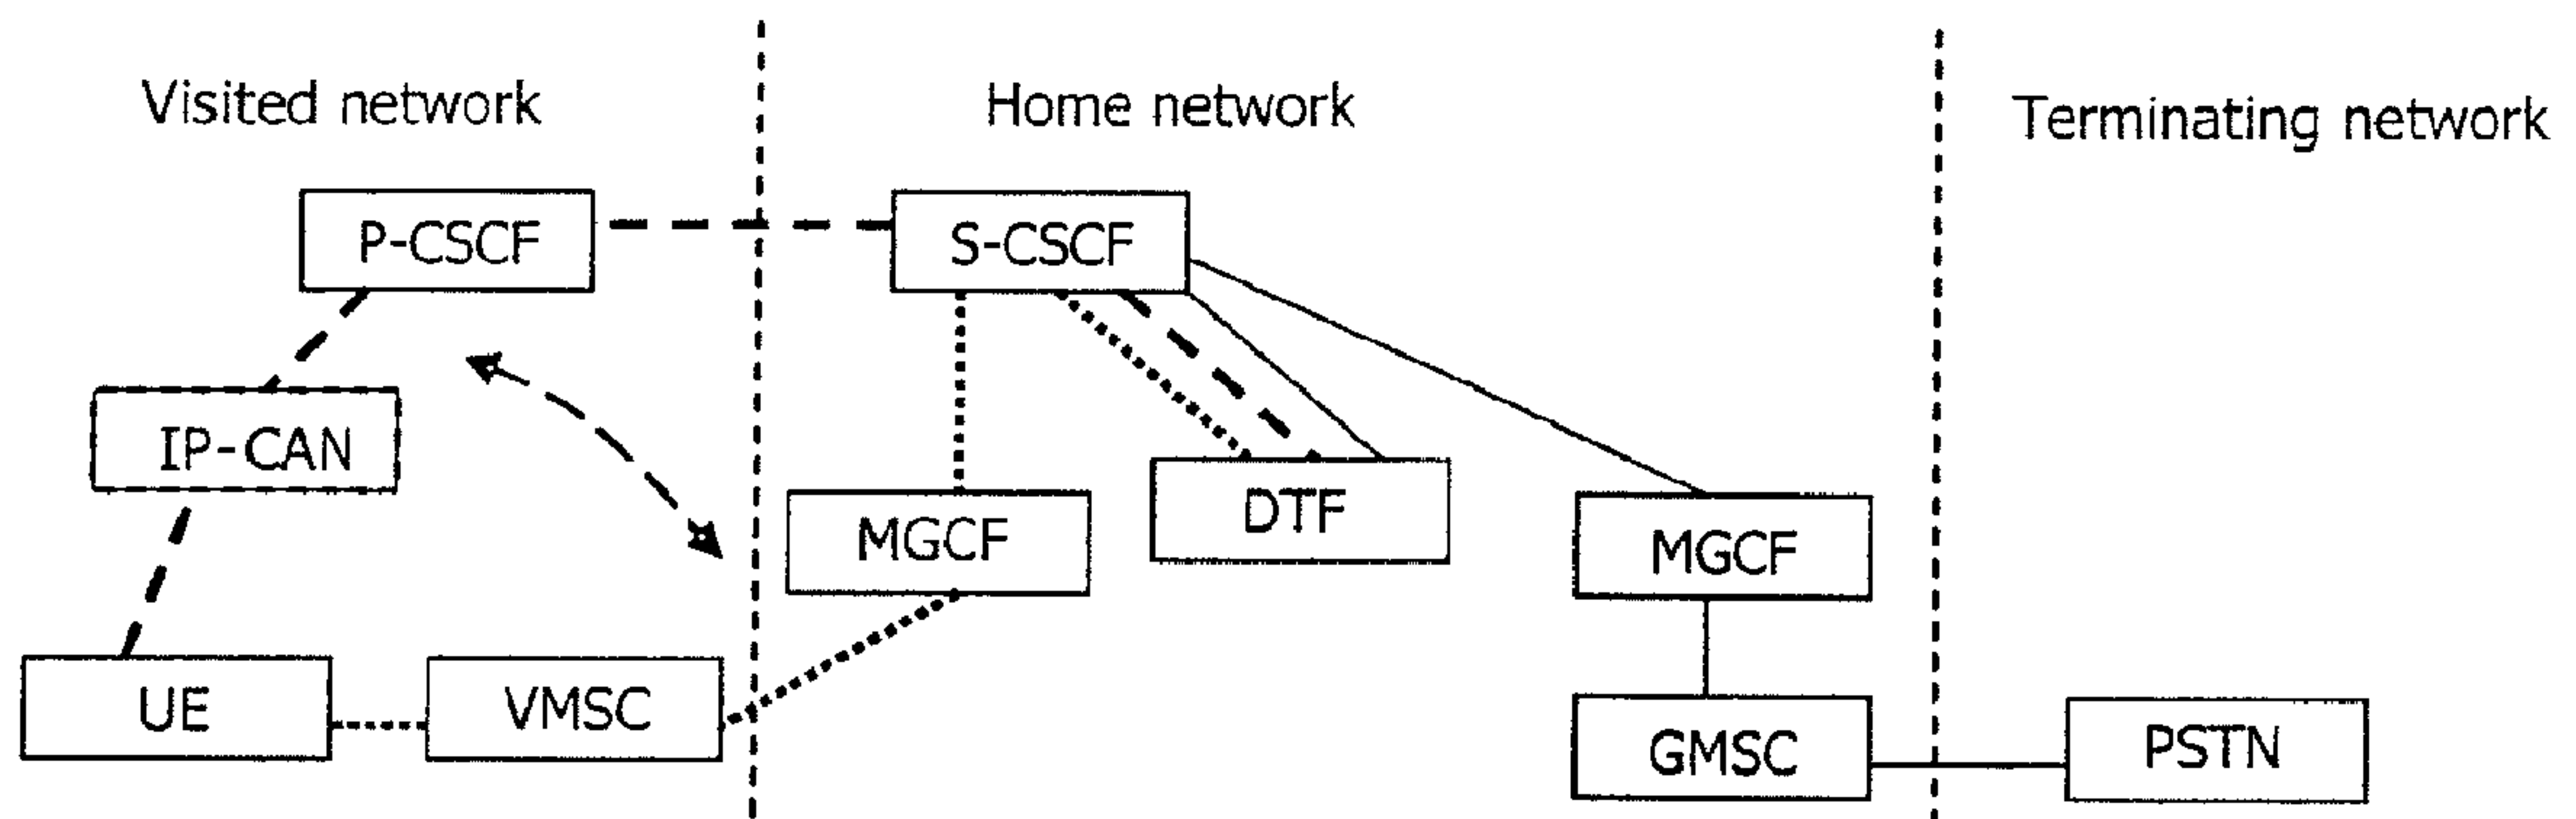 Visited network
Home network
Terminating network
P-CSCF
S-CSCF
IP-CAN
MGCF
DTF
MGCF
UE
VMSC
GMSC
PSTN